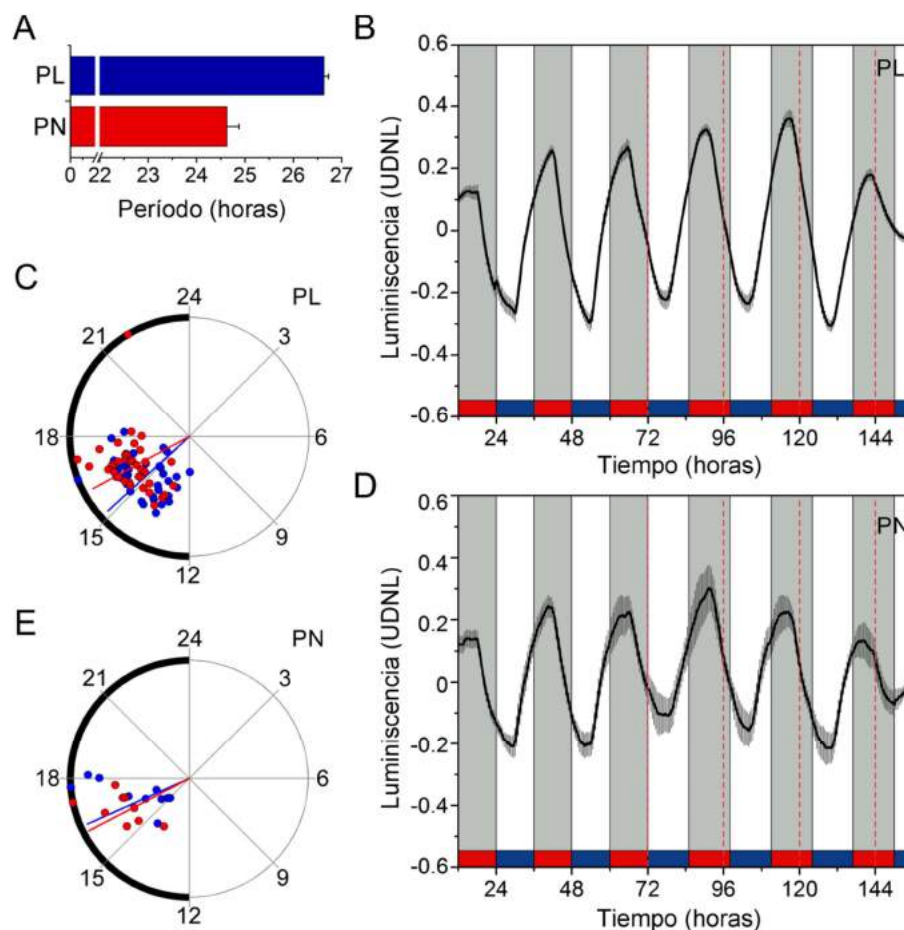 A
PL
PN
0 22 23 24 25 26 27
Período (horas)
B
PL
Luminiscencia (UDNL)
0.6
0.4
0.2
0
-0.2
-0.4
-0.6
24 48 72 96 120 144
Tiempo (horas)
C
PL
24
21 3
18 6
15 9
12
D
PN
Luminiscencia (UDNL)
0.6
0.4
0.2
0
-0.2
-0.4
-0.6
24 48 72 96 120 144
Tiempo (horas)
E
PN
24
21 3
18 6
15 9
12